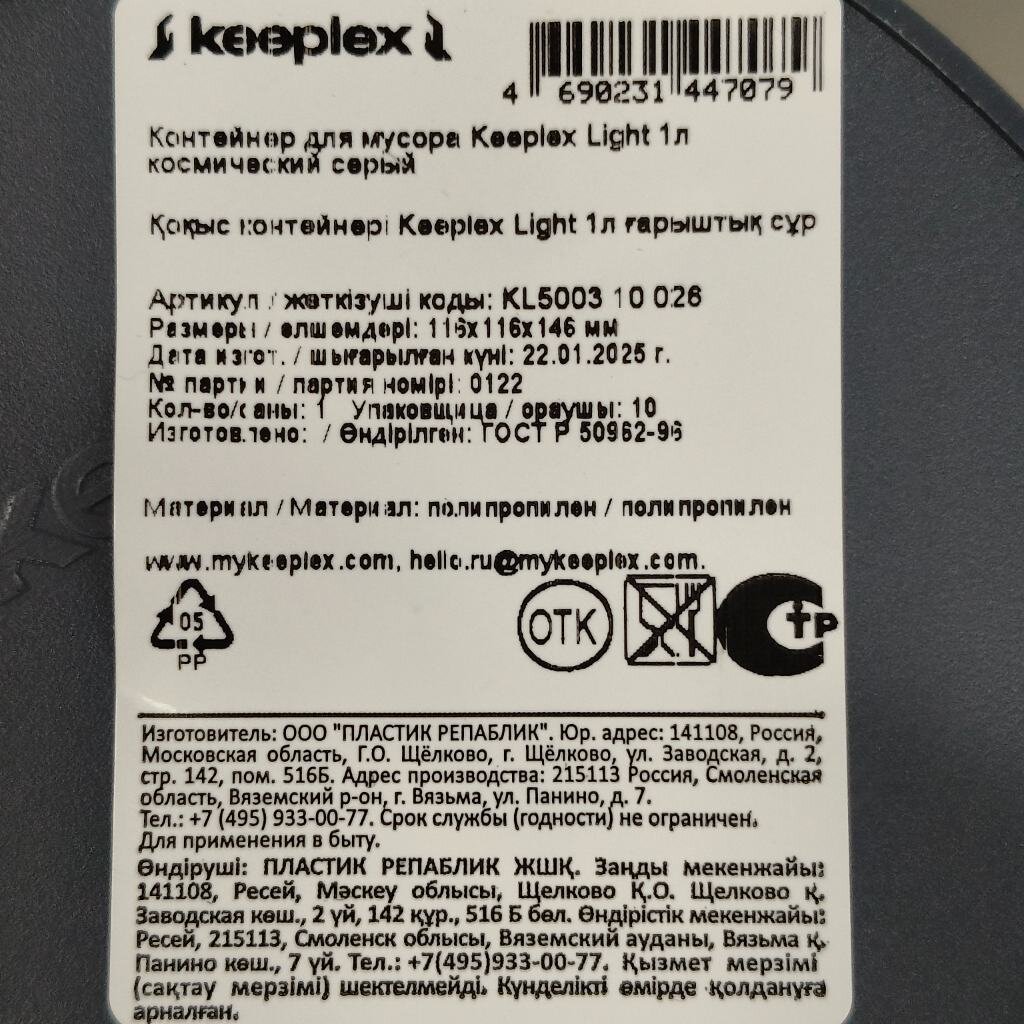 keeplex
4 690231 447079
Контейнер для мусора Keeplex Light 1л
космический серый
Қоқыс контейнері Keeplex Light 1л ғарыштық сұр
Артикул / жеткізуші коды: KL5003 10 026
Размеры / өлшемдері: 116х116х146 мм
Дата изгот. / шығарылған күні: 22.01.2025 г.
№ партии / партия номірі: 0122
Кол-во/саны: 1 Упаковщица / ораушы: 10
Изготовлено: / Өндірілген: ГОСТ Р 50962-96
Материал / Материал: полипропилен / полипропилен
www.mykeeplex.com, hello.ru@mykeeplex.com.
05
PP
ОТК
СТР
Изготовитель: ООО "ПЛАСТИК РЕПАБЛИК". Юр. адрес: 141108, Россия,
Московская область, Г.О. Щёлково, г. Щёлково, ул. Заводская, д. 2,
стр. 142, пом. 516Б. Адрес производства: 215113 Россия, Смоленская
область, Вяземский р-он, г. Вязьма, ул. Панино, д. 7.
Тел.: +7 (495) 933-00-77. Срок службы (годности) не ограничен.
Для применения в быту.
Өндіруші: ПЛАСТИК РЕПАБЛИК ЖШҚ. Заңды мекенжайы:
141108, Ресей, Мәскеу облысы, Щелково Қ.О. Щелково қ.
Заводская көш., 2 үй, 142 құр., 516 Б бөл. Өндірістік мекенжайы:
Ресей, 215113, Смоленск облысы, Вяземский ауданы, Вязьма қ.
Панино көш., 7 үй. Тел.: +7(495)933-00-77. Қызмет мерзімі
(сақтау мерзімі) шектелмейді. Күнделікті өмірде қолдануға
арналған.